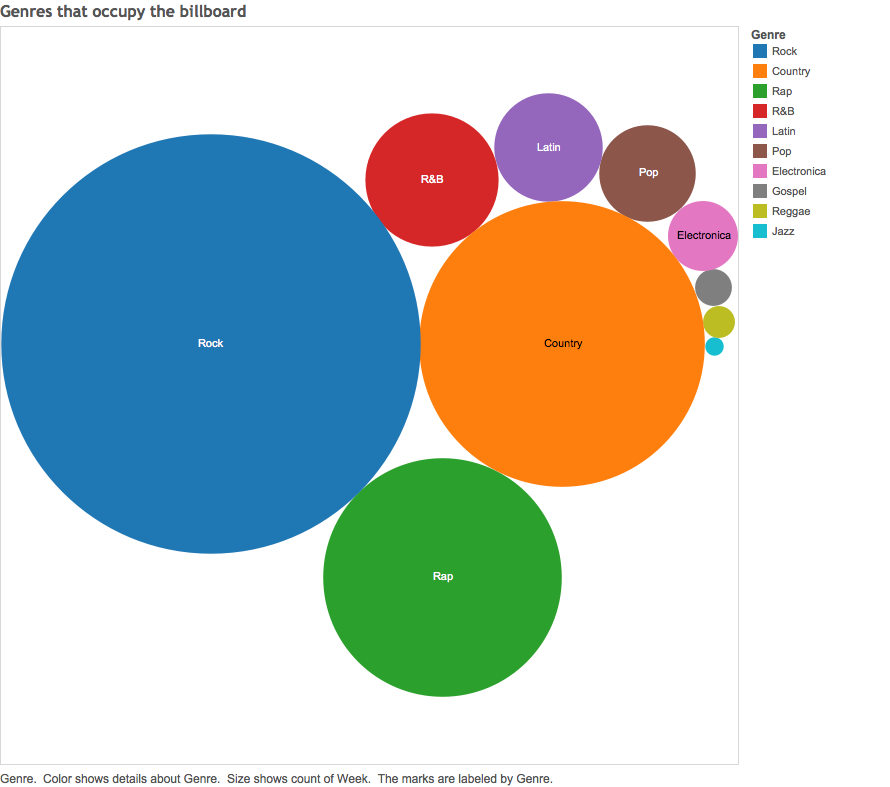 Genres that occupy the billboard
Genre
Rock
Country
Rap
R&B
Latin
Pop
Electronica
Gospel
Reggae
Jazz
Latin
Pop
R&B
Electronica
Rock
Country
Rap
Genre.  Color shows details about Genre.  Size shows count of Week.  The marks are labeled by Genre.